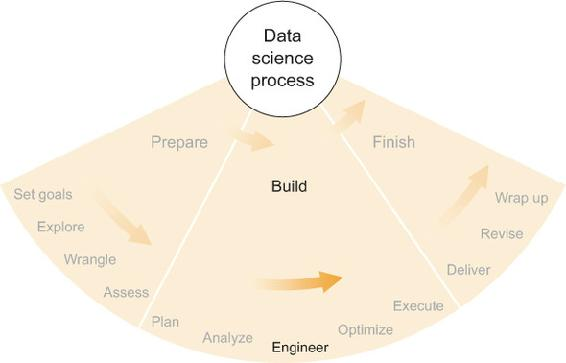 Data
science
process
Prepare
Finish
Build
Set goals
Explore
Wrangle
Assess
Plan
Analyze
Engineer
Optimize
Execute
Deliver
Revise
Wrap up